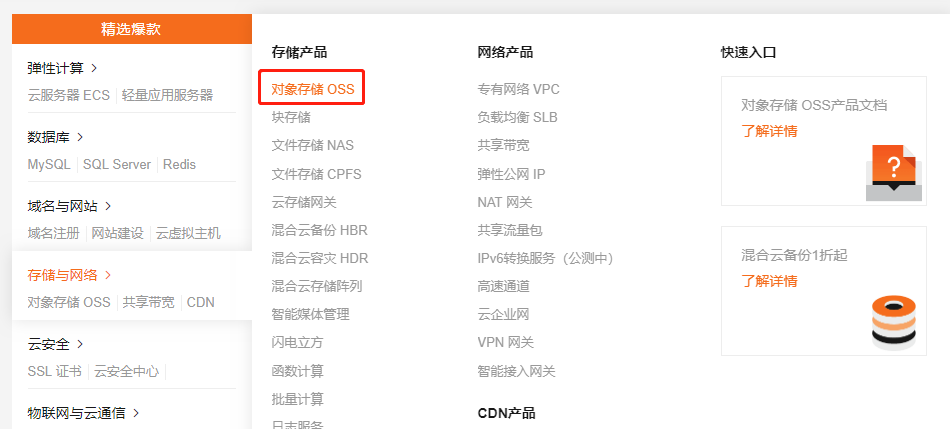 精选爆款
弹性计算
云服务器 ECS 轻量应用服务器
数据库
MySQL SQL Server Redis
域名与网站
域名注册 网站建设 云虚拟主机
存储与网络
对象存储 OSS 共享带宽 CDN
云安全
SSL 证书 云安全中心
物联网与云通信
存储产品
对象存储 OSS
块存储
文件存储 NAS
文件存储 CPFS
云存储网关
混合云备份 HBR
混合云容灾 HDR
混合云存储阵列
智能媒体管理
闪电立方
函数计算
批量计算
日志服务
网络产品
专有网络 VPC
负载均衡 SLB
共享带宽
弹性公网 IP
NAT 网关
共享流量包
IPv6转换服务（公测中）
高速通道
云企业网
VPN 网关
智能接入网关
CDN产品
快速入口
对象存储 OSS产品文档
了解详情
混合云备份1折起
了解详情